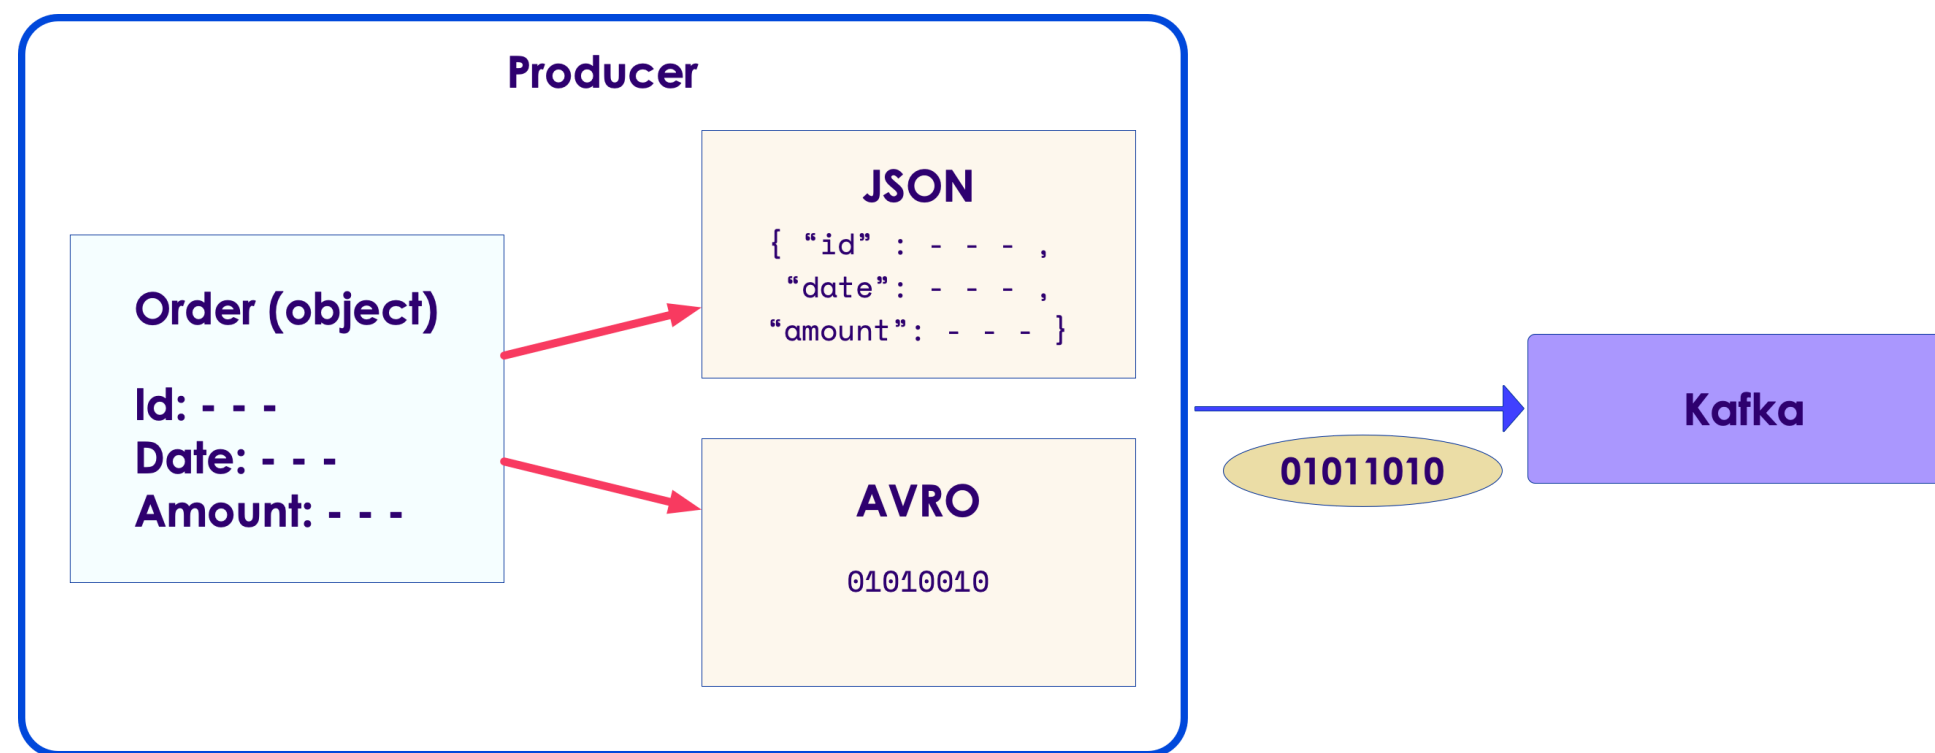 Producer
Order (object)
Id: - - -
Date: - - -
Amount: - - -
JSON
{ “id” : - - - ,
“date”: - - - ,
“amount”: - - - }
AVRO
01010010
01011010
Kafka